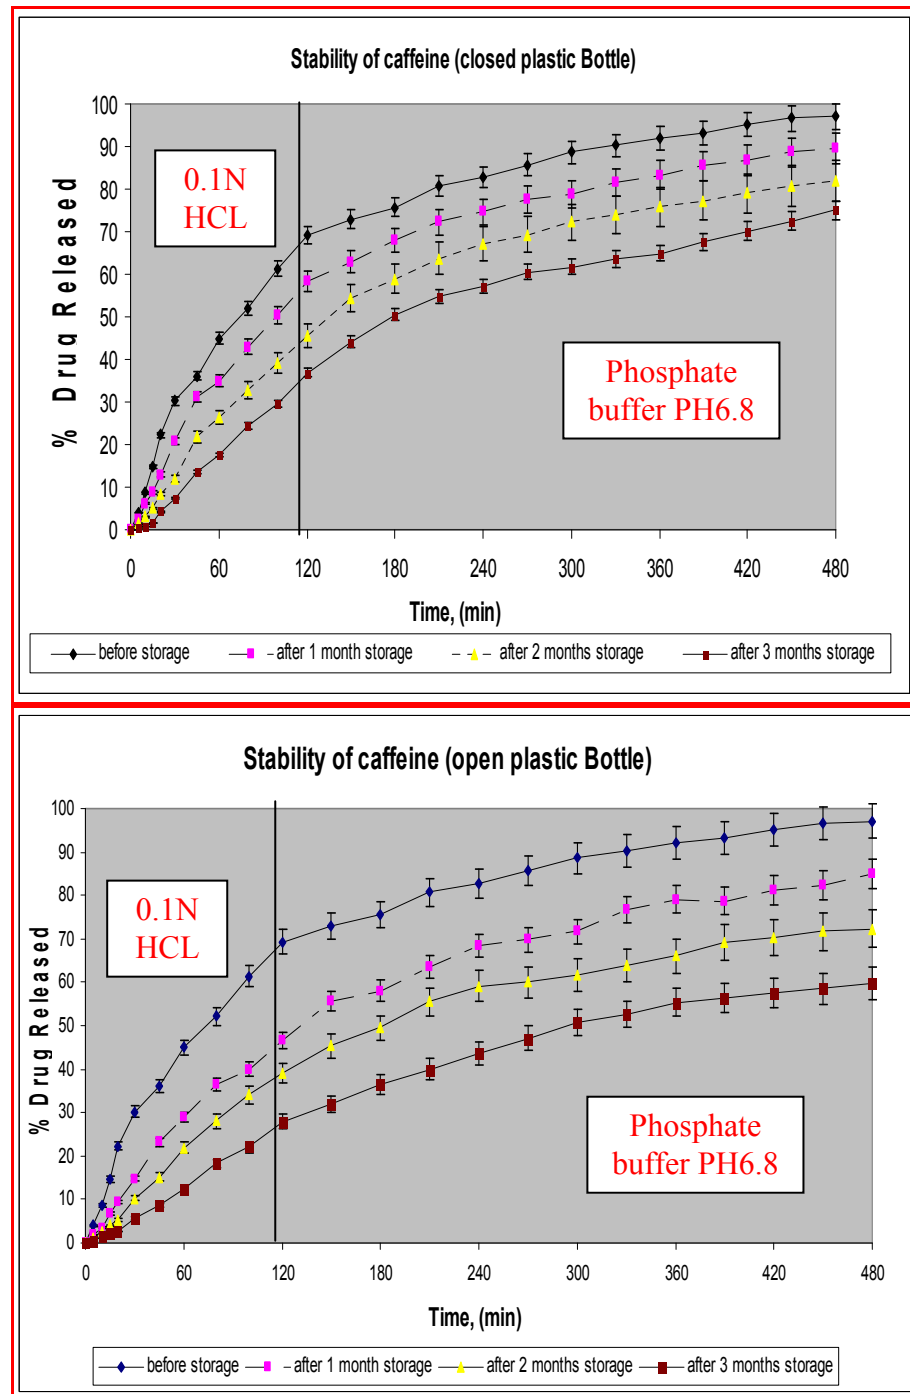 Stability of caffeine (closed plastic Bottle)
100
90
80
70
60
50
40
30
20
10
0
% Drug Released
0.1N
HCL
Phosphate
buffer PH6.8
0 60 120 180 240 300 360 420 480
Time, (min)
before storage after 1 month storage after 2 months storage after 3 months storage
Stability of caffeine (open plastic Bottle)
100
90
80
70
60
50
40
30
20
10
0
% Drug Released
0.1N
HCL
Phosphate
buffer PH6.8
0 60 120 180 240 300 360 420 480
Time, (min)
before storage after 1 month storage after 2 months storage after 3 months storage